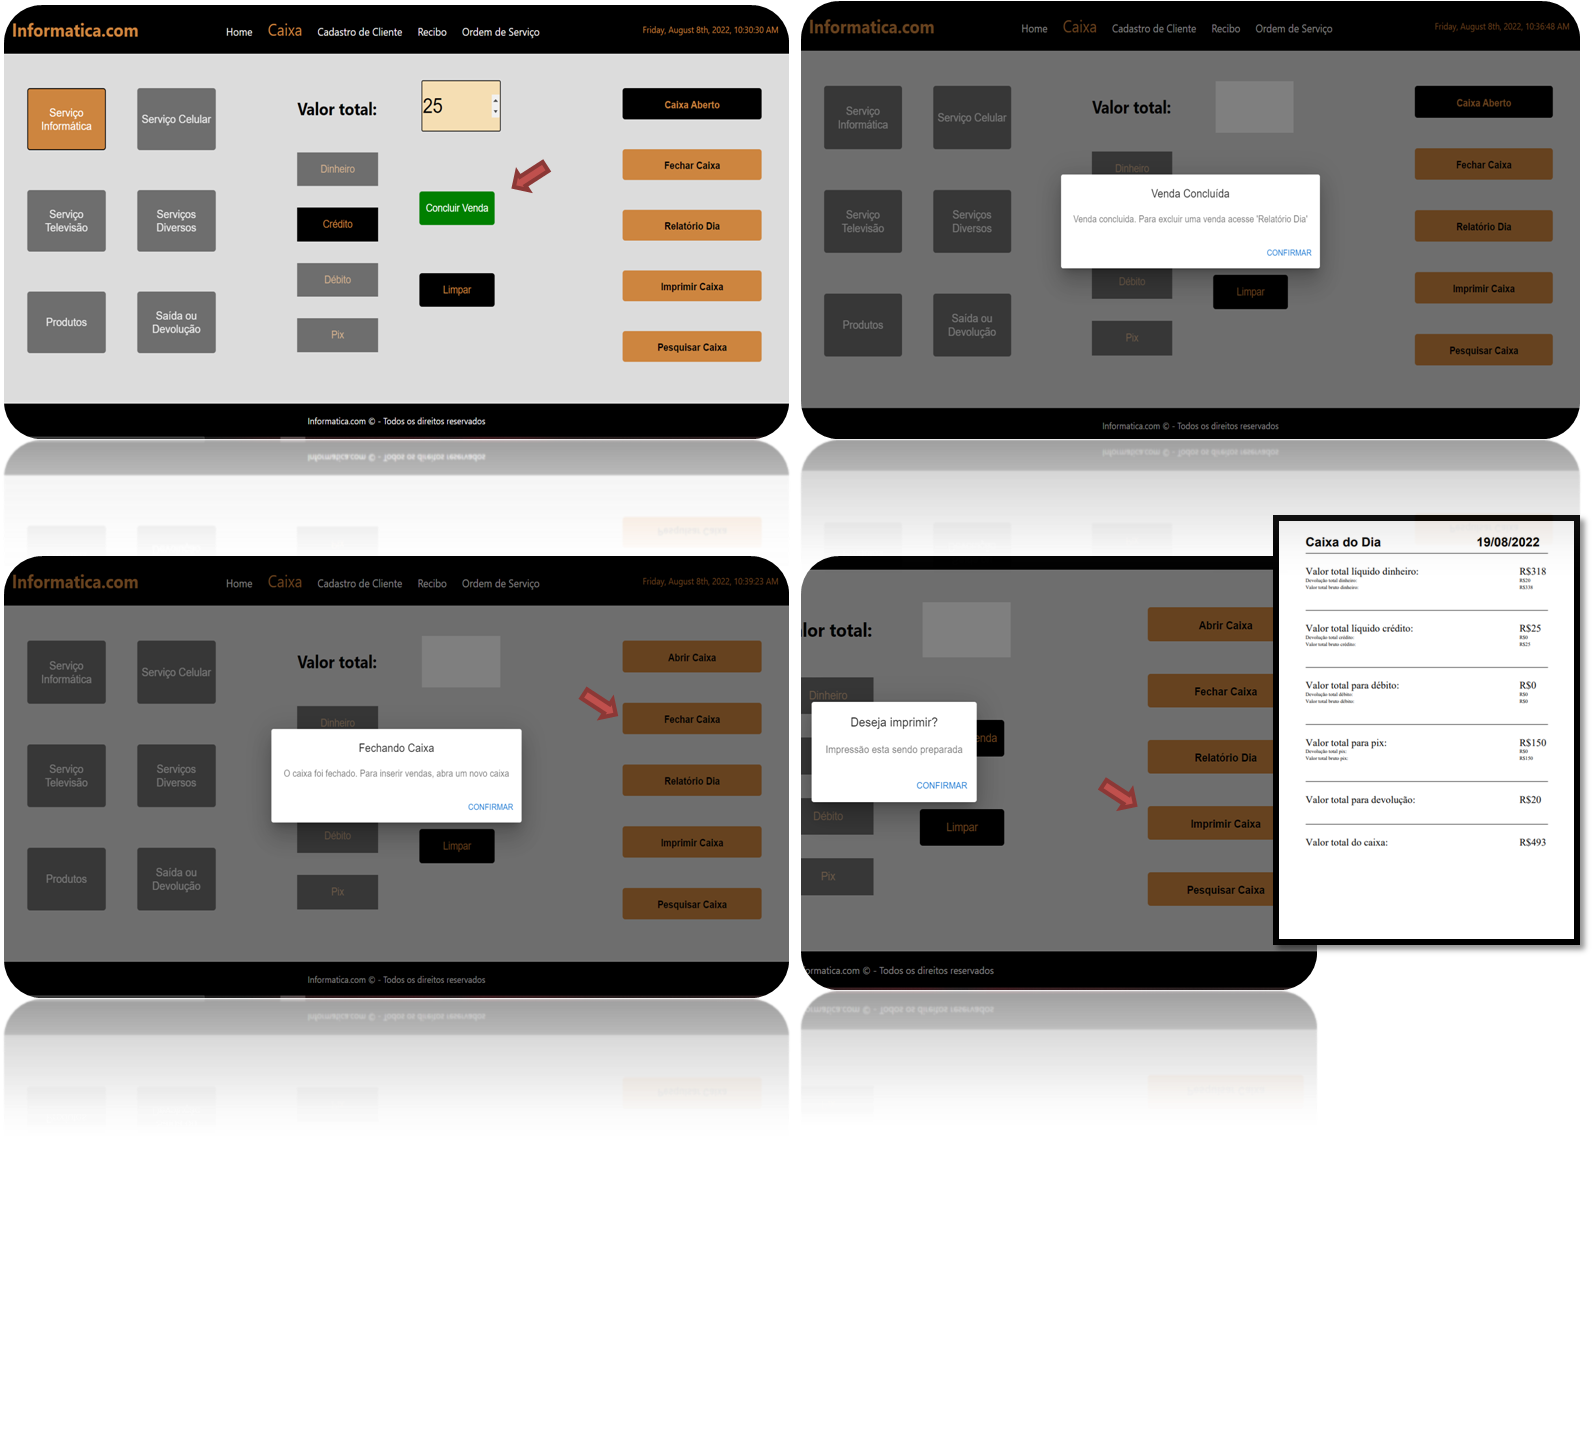 Informatica.com
Home Caixa Cadastro de Cliente Recibo Ordem de Serviço
Friday, August 8th, 2022, 10:30:30 AM
Serviço
Informática
Serviço Celular
Serviço
Televisão
Serviços
Diversos
Produtos
Saída ou
Devolução
Valor total:
25
Dinheiro
Crédito
Débito
Pix
Concluir Venda
Limpar
Caixa Aberto
Fechar Caixa
Relatório Dia
Imprimir Caixa
Pesquisar Caixa
Informatica.com © - Todos os direitos reservados
Informatica.com
Home Caixa Cadastro de Cliente Recibo Ordem de Serviço
Friday, August 8th, 2022, 10:36:48 AM
Serviço
Informática
Serviço Celular
Serviço
Televisão
Serviços
Diversos
Produtos
Saída ou
Devolução
Valor total:
Dinheiro
Venda Concluída
Venda concluida. Para excluir uma venda acesse 'Relatório Dia'
CONFIRMAR
Débito
Pix
Limpar
Caixa Aberto
Fechar Caixa
Relatório Dia
Imprimir Caixa
Pesquisar Caixa
Informatica.com © - Todos os direitos reservados
Informatica.com
Home Caixa Cadastro de Cliente Recibo Ordem de Serviço
Friday, August 8th, 2022, 10:39:23 AM
Serviço
Informática
Serviço Celular
Serviço
Televisão
Serviços
Diversos
Produtos
Saída ou
Devolução
Valor total:
Dinheiro
Fechando Caixa
O caixa foi fechado. Para inserir vendas, abra um novo caixa
CONFIRMAR
Débito
Pix
Limpar
Abrir Caixa
Fechar Caixa
Relatório Dia
Imprimir Caixa
Pesquisar Caixa
Informatica.com © - Todos os direitos reservados
lor total:
Dinheiro
enda
Deseja imprimir?
Impressão esta sendo preparada
CONFIRMAR
Débito
Pix
Limpar
Abrir Caixa
Fechar Caixa
Relatório Dia
Imprimir Caixa
Pesquisar Caixa
ormatica.com © - Todos os direitos reservados
Caixa do Dia 19/08/2022
Valor total líquido dinheiro: R$318
Devolução total dinheiro: R$20
Valor total bruto dinheiro: R$338
Valor total líquido crédito: R$25
Devolução total crédito: R$0
Valor total bruto crédito: R$25
Valor total para débito: R$0
Devolução total débito: R$0
Valor total bruto débito: R$0
Valor total para pix: R$150
Devolução total pix: R$0
Valor total bruto pix: R$150
Valor total para devolução: R$20
Valor total do caixa: R$493